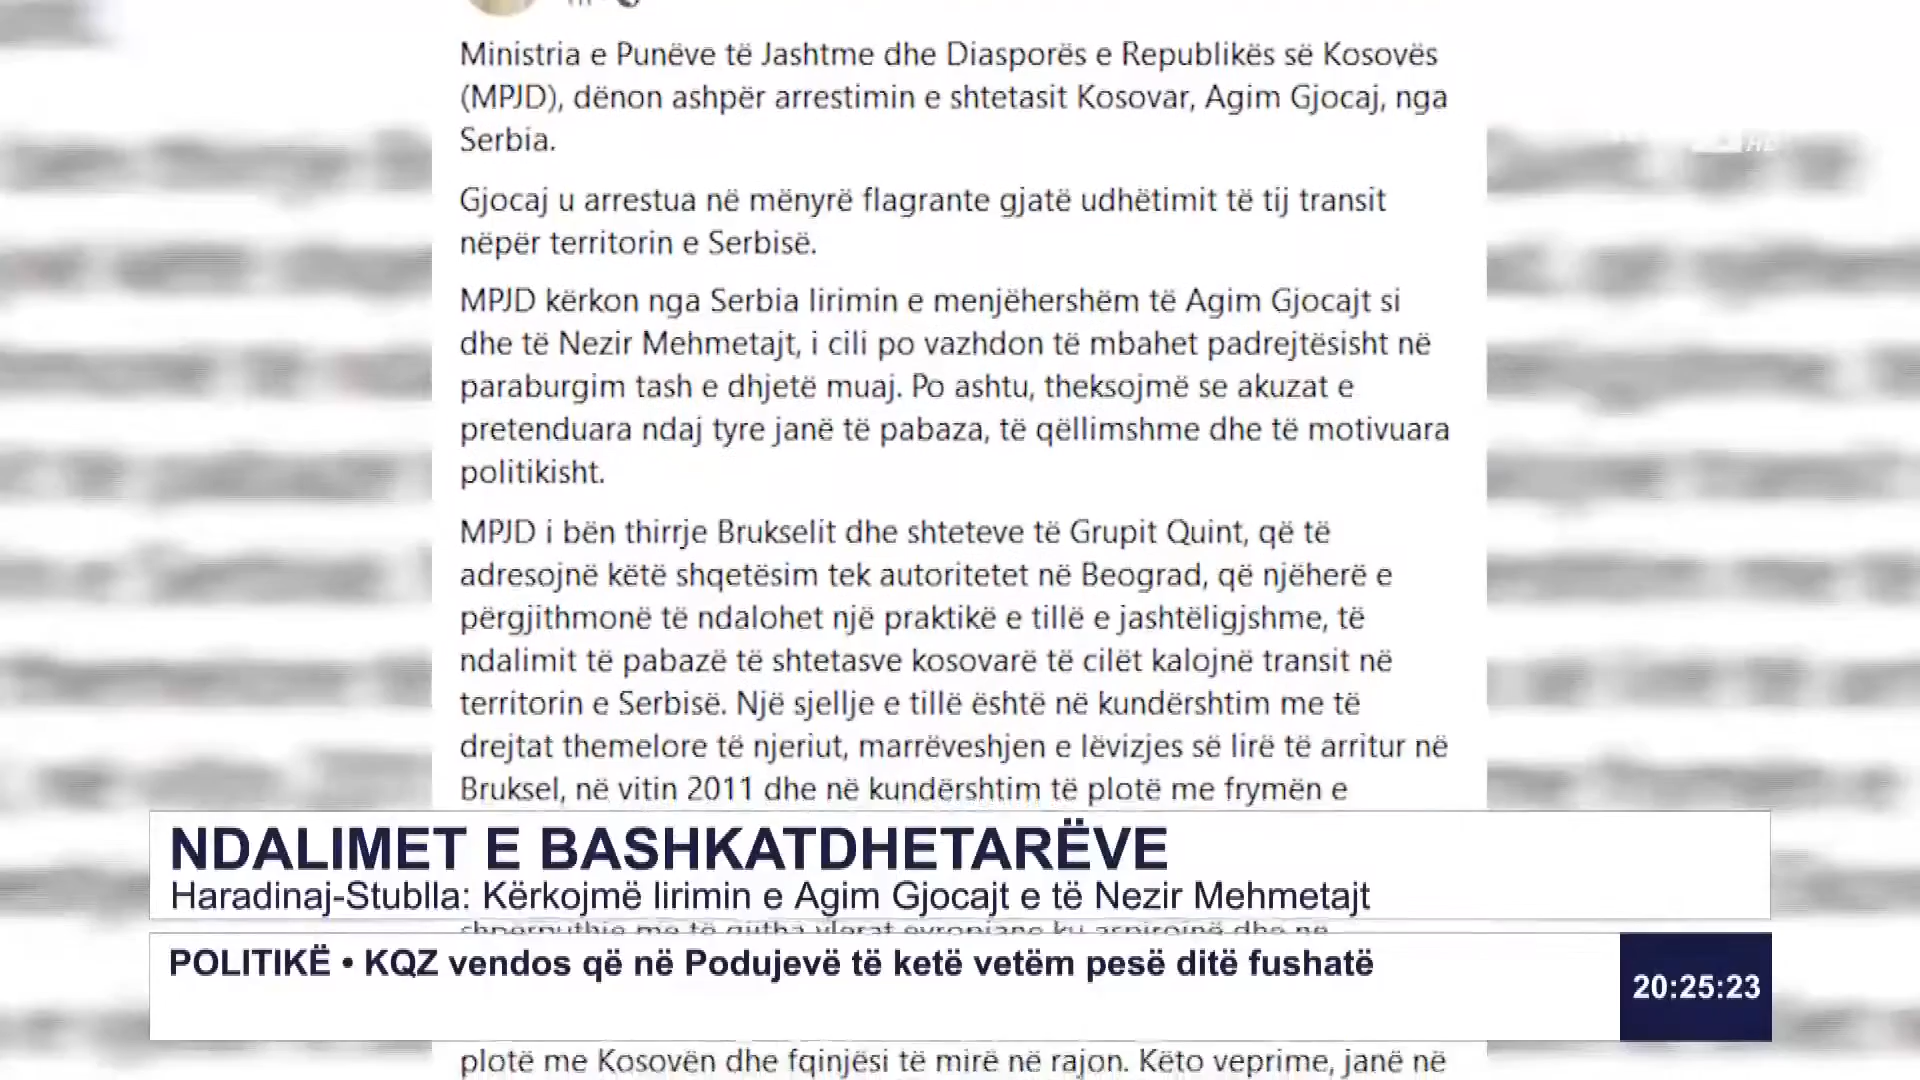 Ministria e Punëve të Jashtme dhe Diasporës e Republikës së Kosovës
(MPJD), dënon ashpër arrestimin e shtetasit Kosovar, Agim Gjocaj, nga
Serbia.
Gjocaj u arrestua në mënyrë flagrante gjatë udhëtimit të tij transit
nëpër territorin e Serbisë.
MPJD kërkon nga Serbia lirimin e menjëhershëm të Agim Gjocajt si
dhe të Nezir Mehmetajt, i cili po vazhdon të mbahet padrejtësisht në
paraburgim tash e dhjetë muaj. Po ashtu, theksojmë se akuzat e
pretenduara ndaj tyre janë të pabaza, të qëllimshme dhe të motivuara
politikisht.
MPJD i bën thirrje Brukselit dhe shteteve të Grupit Quint, që të
adresojnë këtë shqetësim tek autoritetet në Beograd, që njëherë e
përgjithmonë të ndalohet një praktikë e tillë e jashtëligjshme, të
ndalimit të pabazë të shtetasve kosovarë të cilët kalojnë transit në
territorin e Serbisë. Një sjellje e tillë është në kundërshtim me të
drejtat themelore të njeriut, marrëveshjen e lëvizjes së lirë të arritur në
Bruksel, në vitin 2011 dhe në kundërshtim të plotë me frymën e
NDALIMET E BASHKATDHETARËVE
Haradinaj-Stublla: Kërkojmë lirimin e Agim Gjocajt e të Nezir Mehmetajt
POLITIKË • KQZ vendos që në Podujevë të ketë vetëm pesë ditë fushatë
20:25:23
plotë me Kosovën dhe fqinjësi të mirë në rajon. Këto veprime, janë në